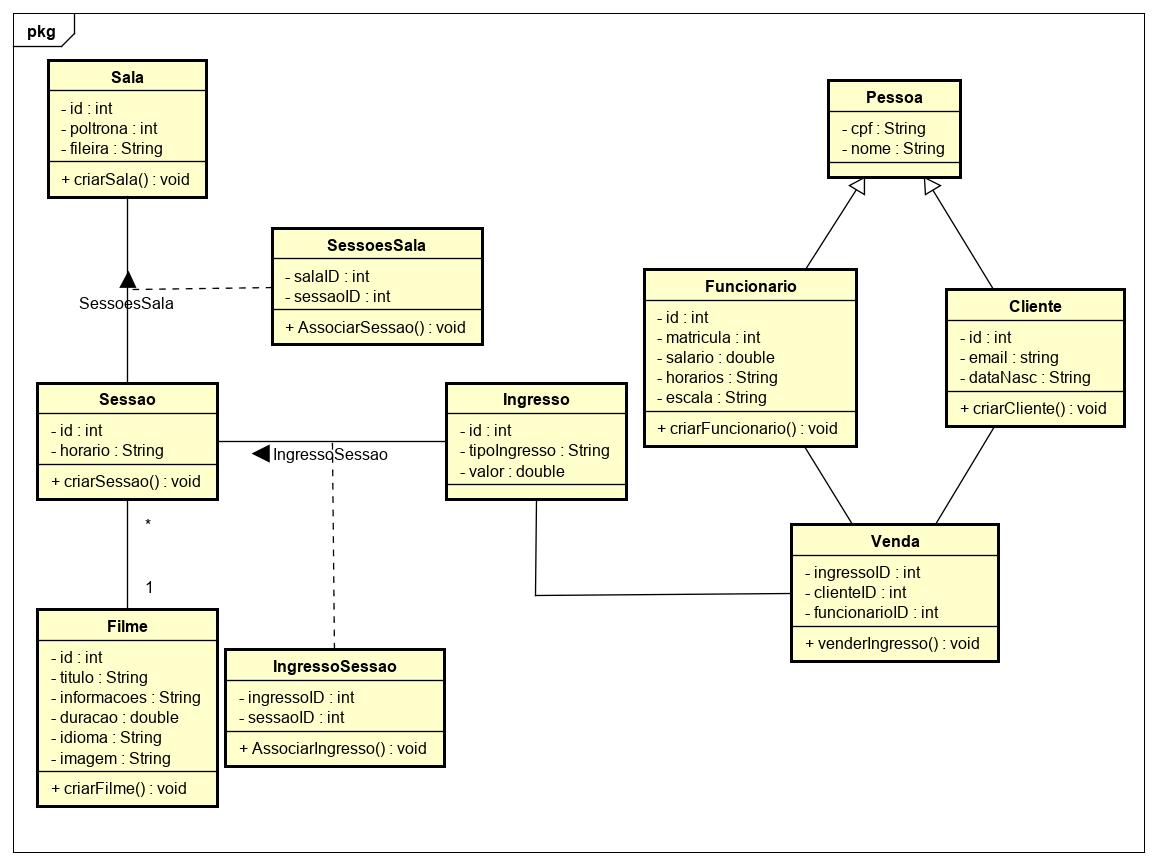 pkg
Sala
- id : int
- poltrona : int
- fileira : String
+ criarSala() : void
Pessoa
- cpf : String
- nome : String
SessoesSala
- salaID : int
- sessaoID : int
+ AssociarSessao() : void
SessoesSala
Funcionario
- id : int
- matricula : int
- salario : double
- horarios : String
- escala : String
+ criarFuncionario() : void
Cliente
- id : int
- email : string
- dataNasc : String
+ criarCliente() : void
Sessao
- id : int
- horario : String
+ criarSessao() : void
IngressoSessao
Ingresso
- id : int
- tipoIngresso : String
- valor : double
*
1
Venda
- ingressoID : int
- clienteID : int
- funcionarioID : int
+ venderIngresso() : void
Filme
- id : int
- titulo : String
- informacoes : String
- duracao : double
- idioma : String
- imagem : String
+ criarFilme() : void
IngressoSessao
- ingressoID : int
- sessaoID : int
+ AssociarIngresso() : void